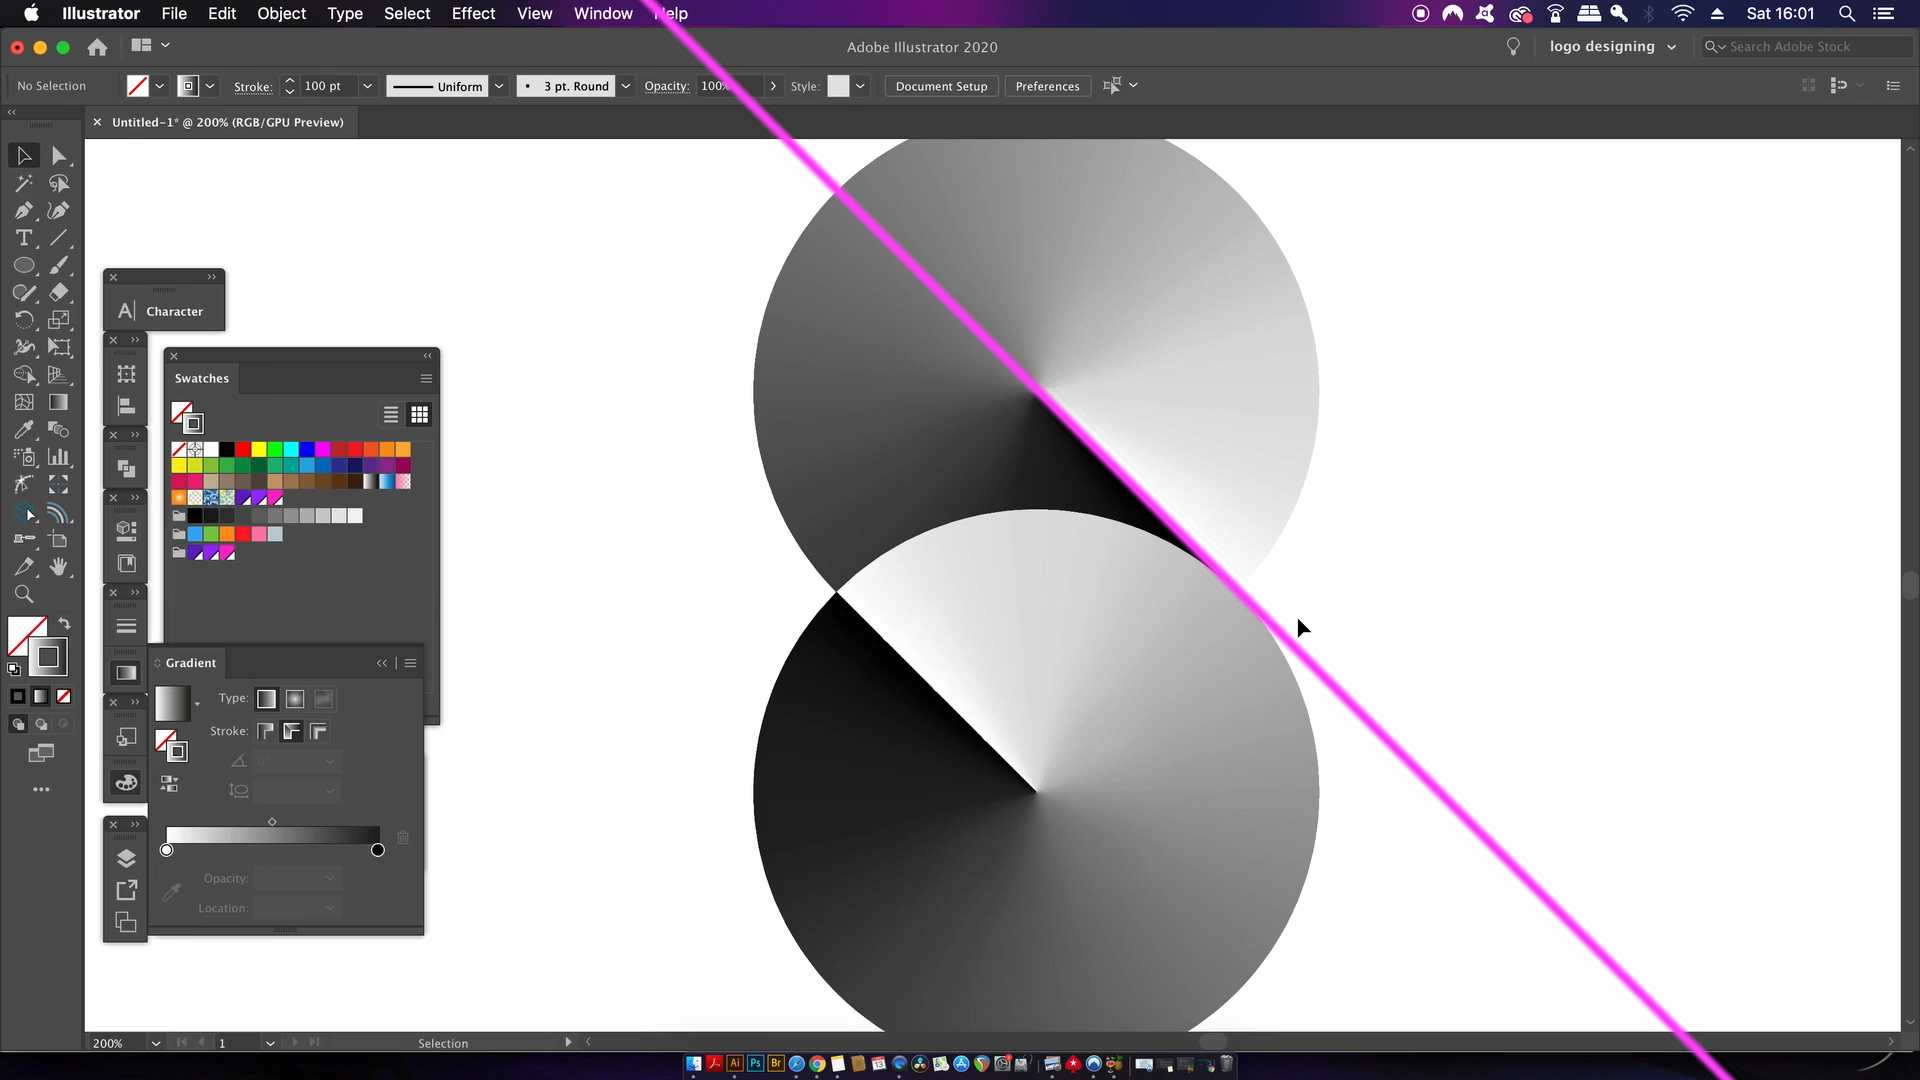 Illustrator File Edit Object Type Select Effect View Window Help Sat 16:01
Adobe Illustrator 2020 logo designing Search Adobe Stock
No Selection Stroke: 100 pt Uniform 3 pt. Round Opacity: 100% Style: Document Setup Preferences
Untitled-1* @ 200% (RGB/GPU Preview)
Character
Swatches
Gradient
Type:
Stroke:
0°
Opacity:
Location:
200% 1 Selection